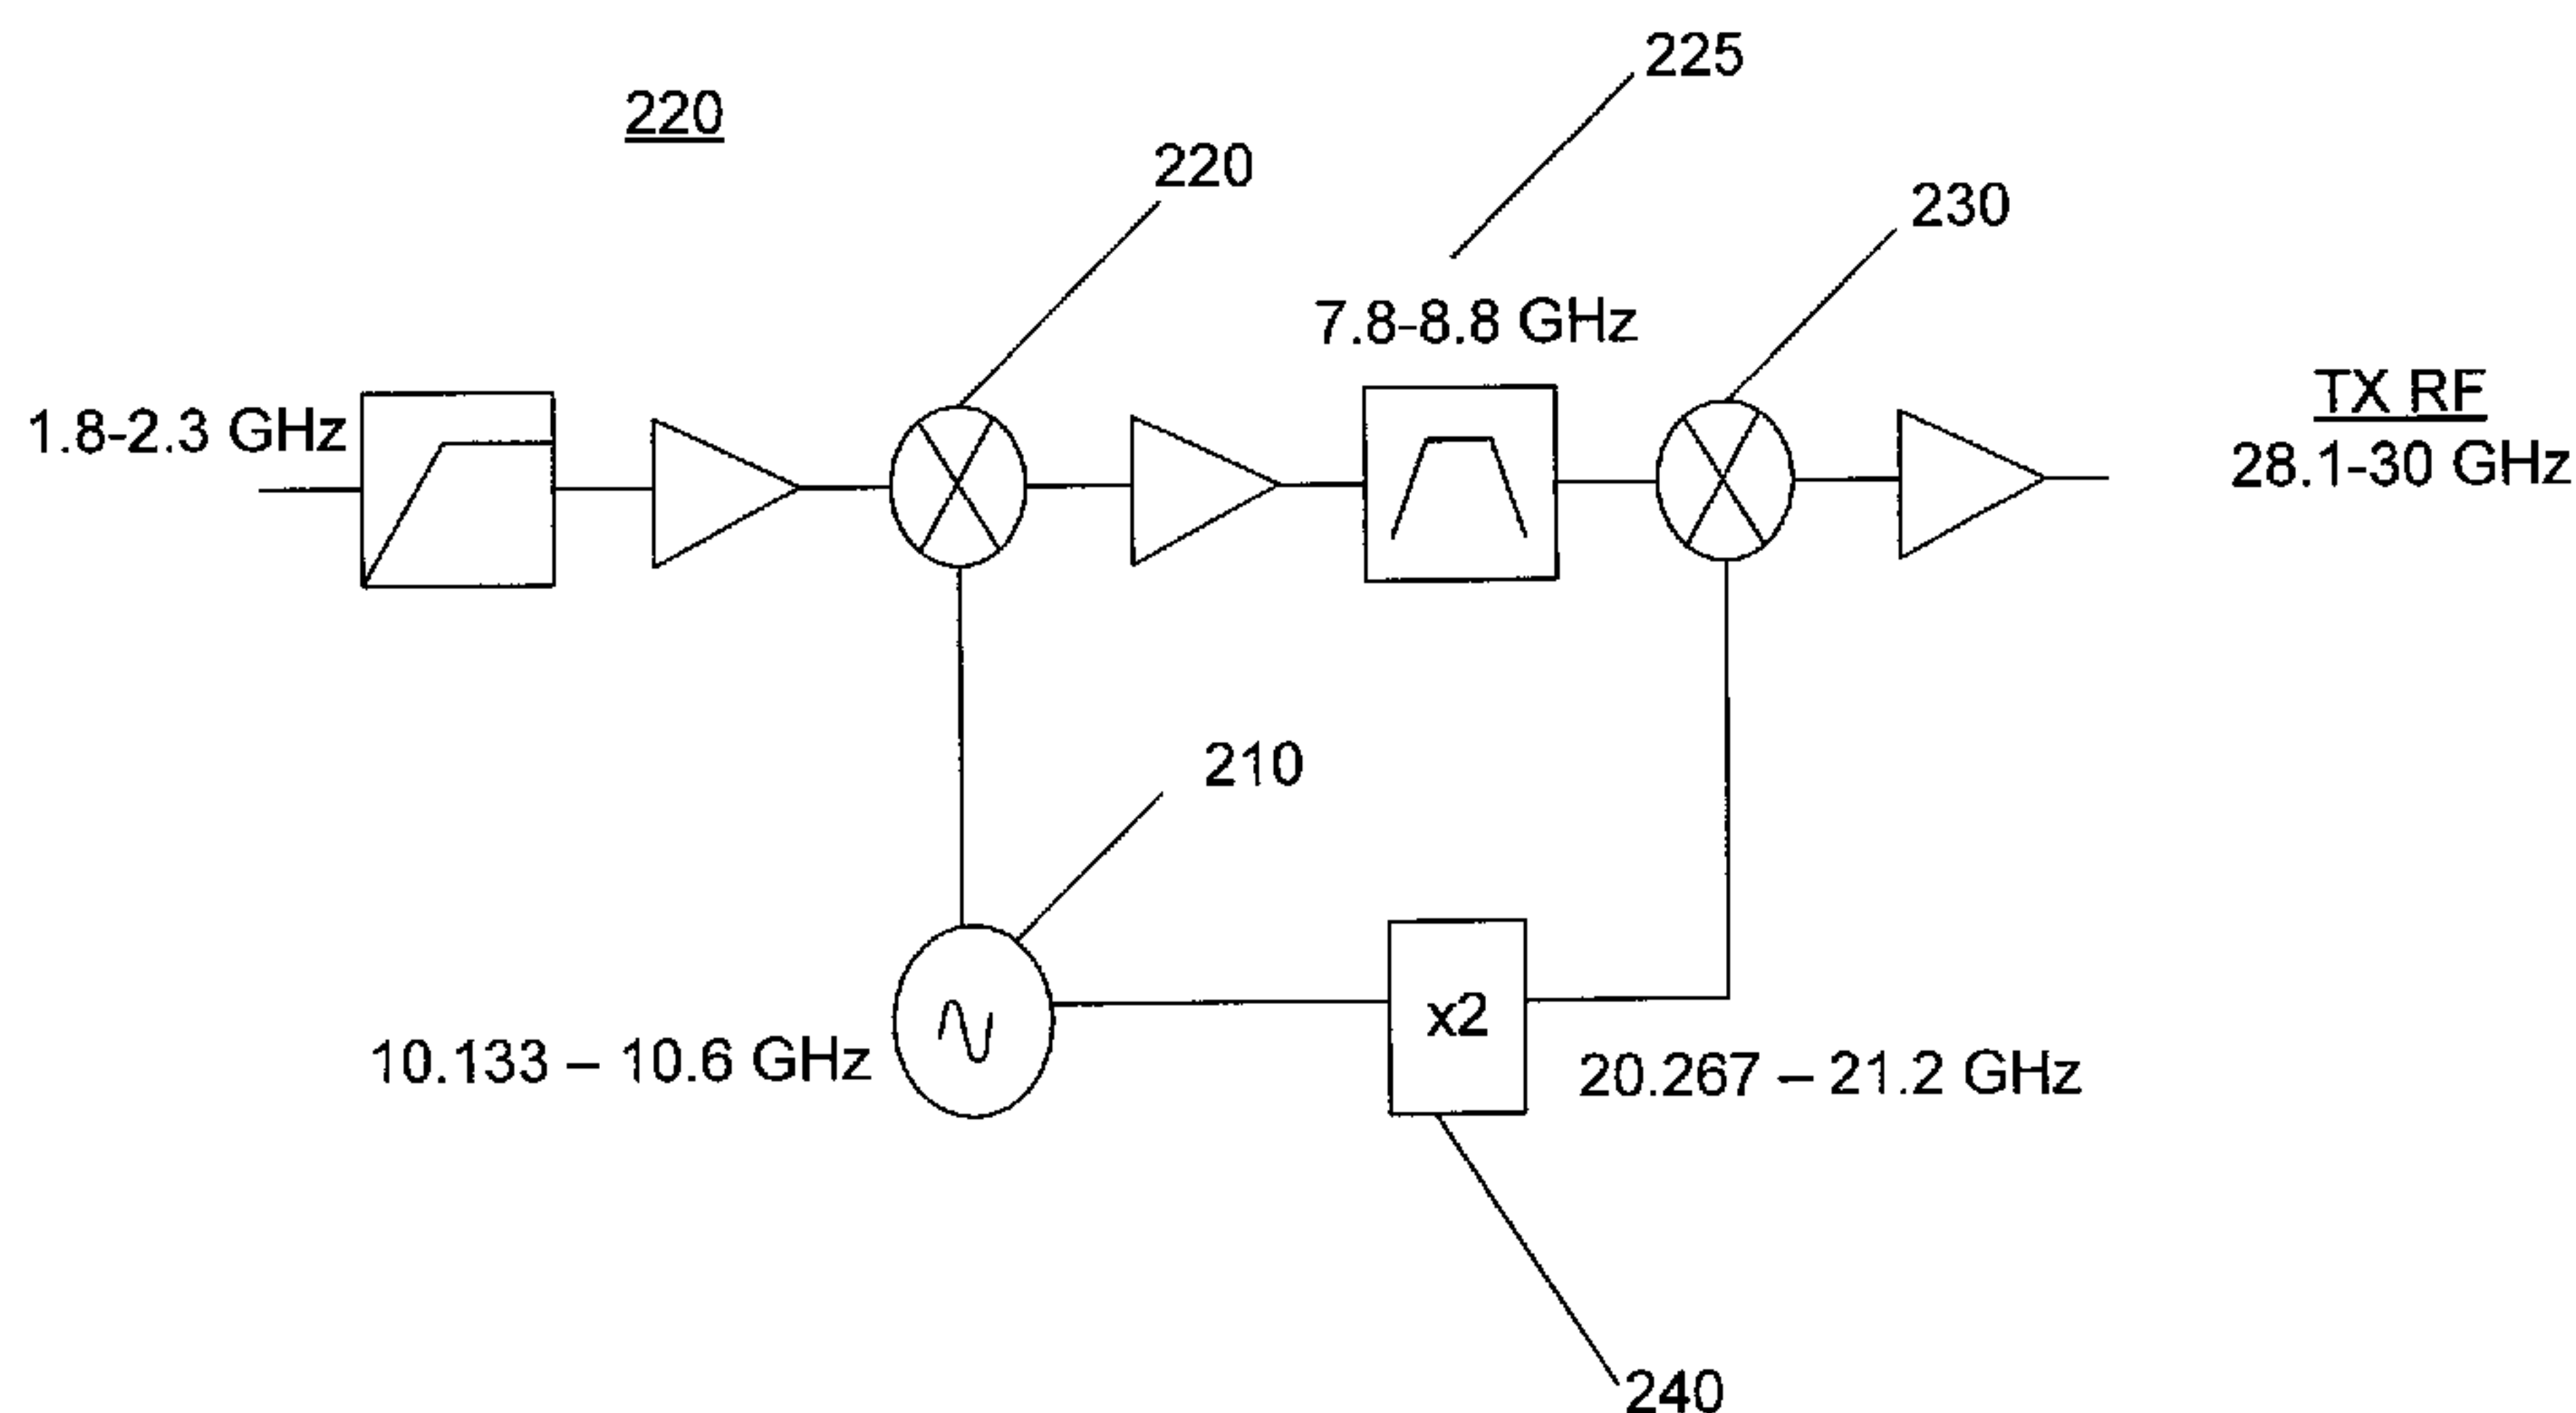 225
220
220
230
7.8-8.8 GHz
TX RF
1.8-2.3 GHz
28.1-30 GHz
210
x2
10.133 – 10.6 GHz
20.267 – 21.2 GHz
240